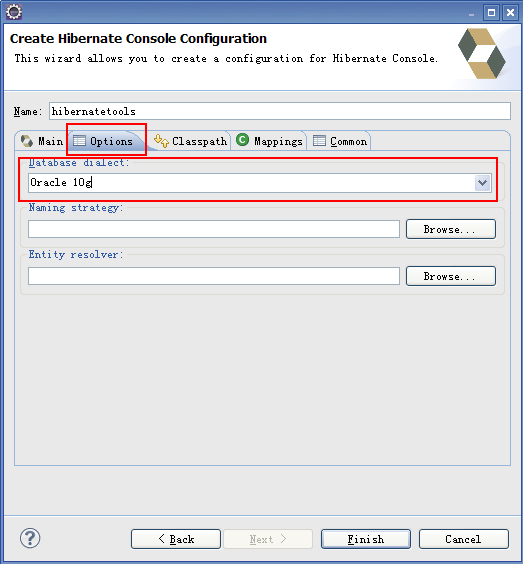 Create Hibernate Console Configuration
This wizard allows you to create a configuration for Hibernate Console.
Name: hibernatetools
Main Options Classpath C Mappings Common
Database dialect:
Oracle 10g
Naming strategy:
Browse...
Entity resolver:
Browse...
? < Back Next > Finish Cancel